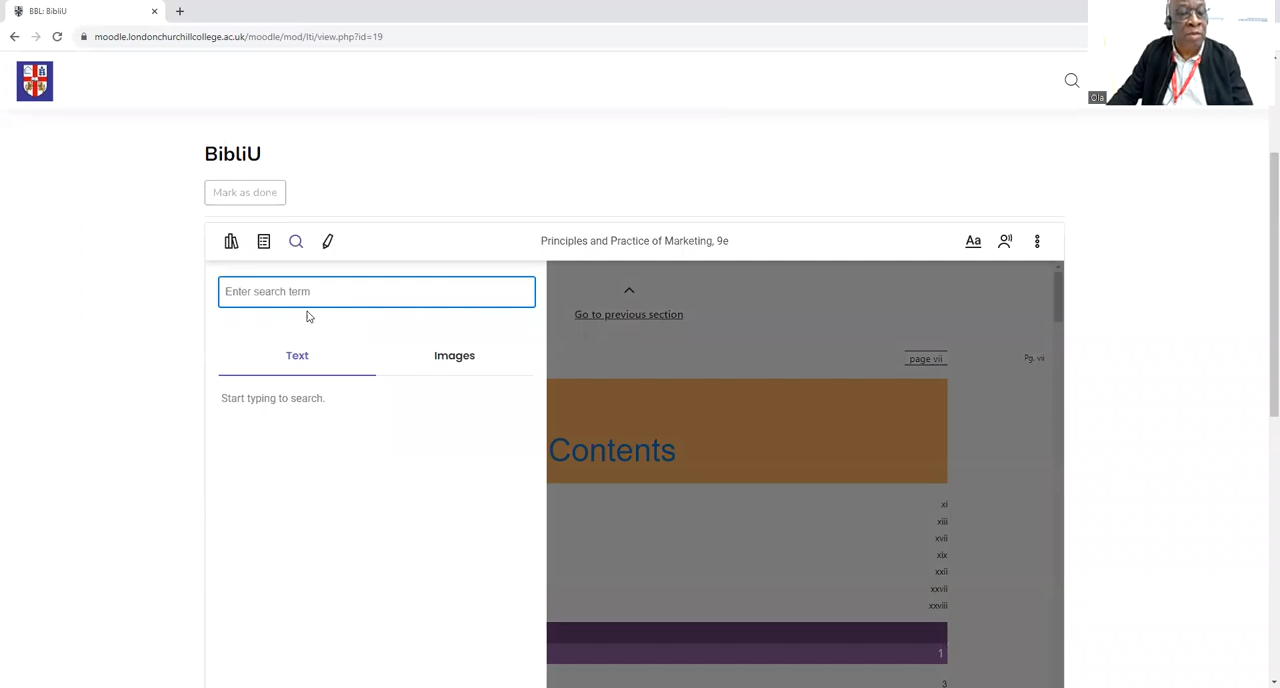 BBL: BibliU
moodle.londonchurchillcollege.ac.uk/moodle/mod/lti/view.php?id=19
Ola
BibliU
Mark as done
Principles and Practice of Marketing, 9e
Aa
Enter search term
Go to previous section
Text
Images
page vii
Pg. vii
Start typing to search.
Contents
xi
xiii
xvii
xix
xxii
xxvii
xxviii
1
3